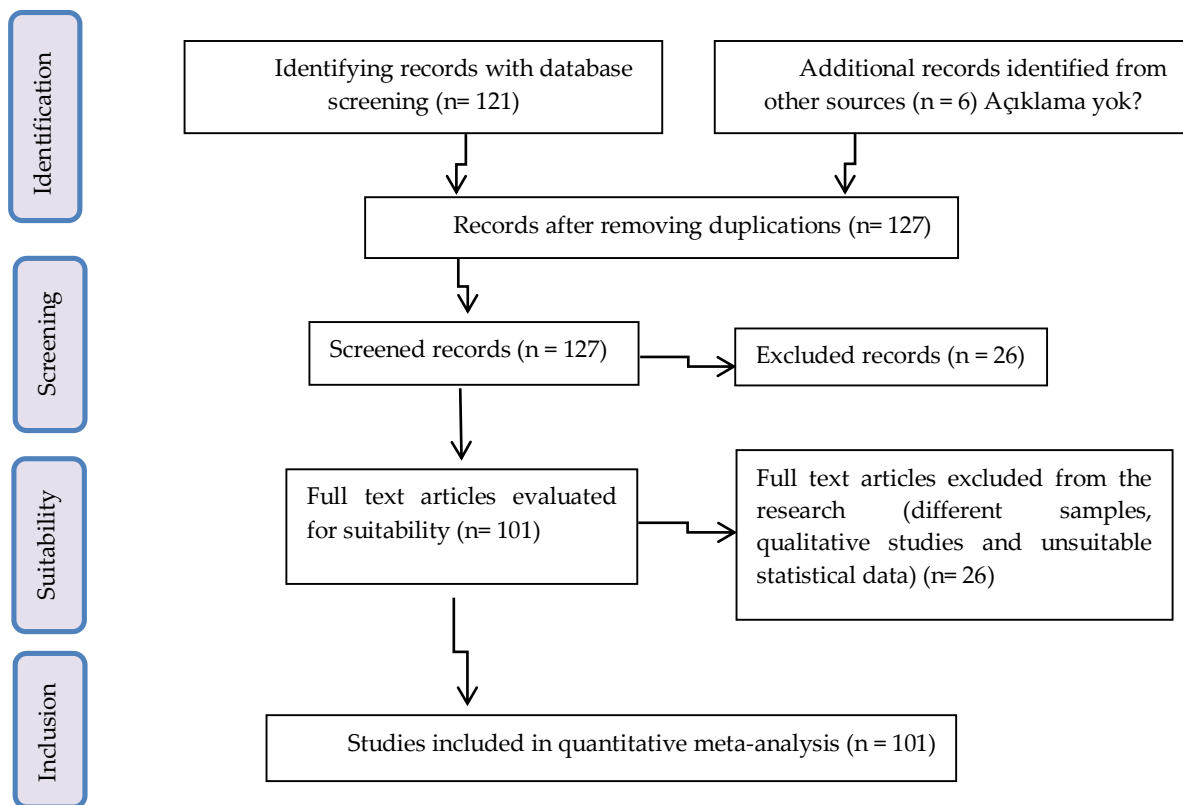 Identification
Identifying records with database
screening (n= 121)
Additional records identified from
other sources (n = 6) Açıklama yok?
Records after removing duplications (n= 127)
Screening
Screened records (n = 127)
Excluded records (n = 26)
Suitability
Full text articles evaluated
for suitability (n= 101)
Full text articles excluded from the
research (different samples,
qualitative studies and unsuitable
statistical data) (n= 26)
Inclusion
Studies included in quantitative meta-analysis (n = 101)